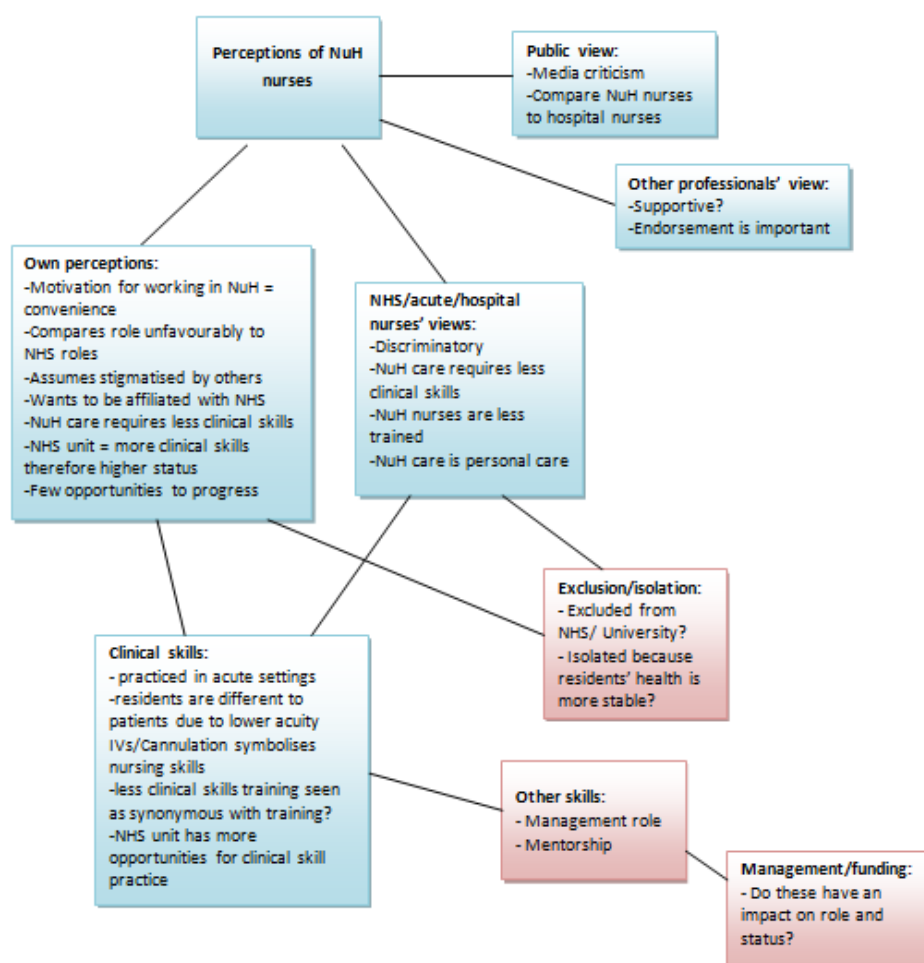 Perceptions of NuH
nurses
Public view:
-Media criticism
-Compare NuH nurses
to hospital nurses
Other professionals' view:
-Supportive?
-Endorsement is important
Own perceptions:
-Motivation for working in NuH =
convenience
-Compares role unfavourably to
NHS roles
-Assumes stigmatised by others
-Wants to be affiliated with NHS
-NuH care requires less clinical skills
-NHS unit = more clinical skills
therefore higher status
-Few opportunities to progress
NHS/acute/hospital
nurses' views:
-Discriminatory
-NuH care requires less
clinical skills
-NuH nurses are less
trained
-NuH care is personal care
Exclusion/isolation:
- Excluded from
NHS/ University?
- Isolated because
residents' health is
more stable?
Clinical skills:
- practiced in acute settings
-residents are different to
patients due to lower acuity
IVs/Cannulation symbolises
nursing skills
-less clinical skills training seen
as synonymous with training?
-NHS unit has more
opportunities for clinical skill
practice
Other skills:
- Management role
- Mentorship
Management/funding:
- Do these have an
impact on role and
status?